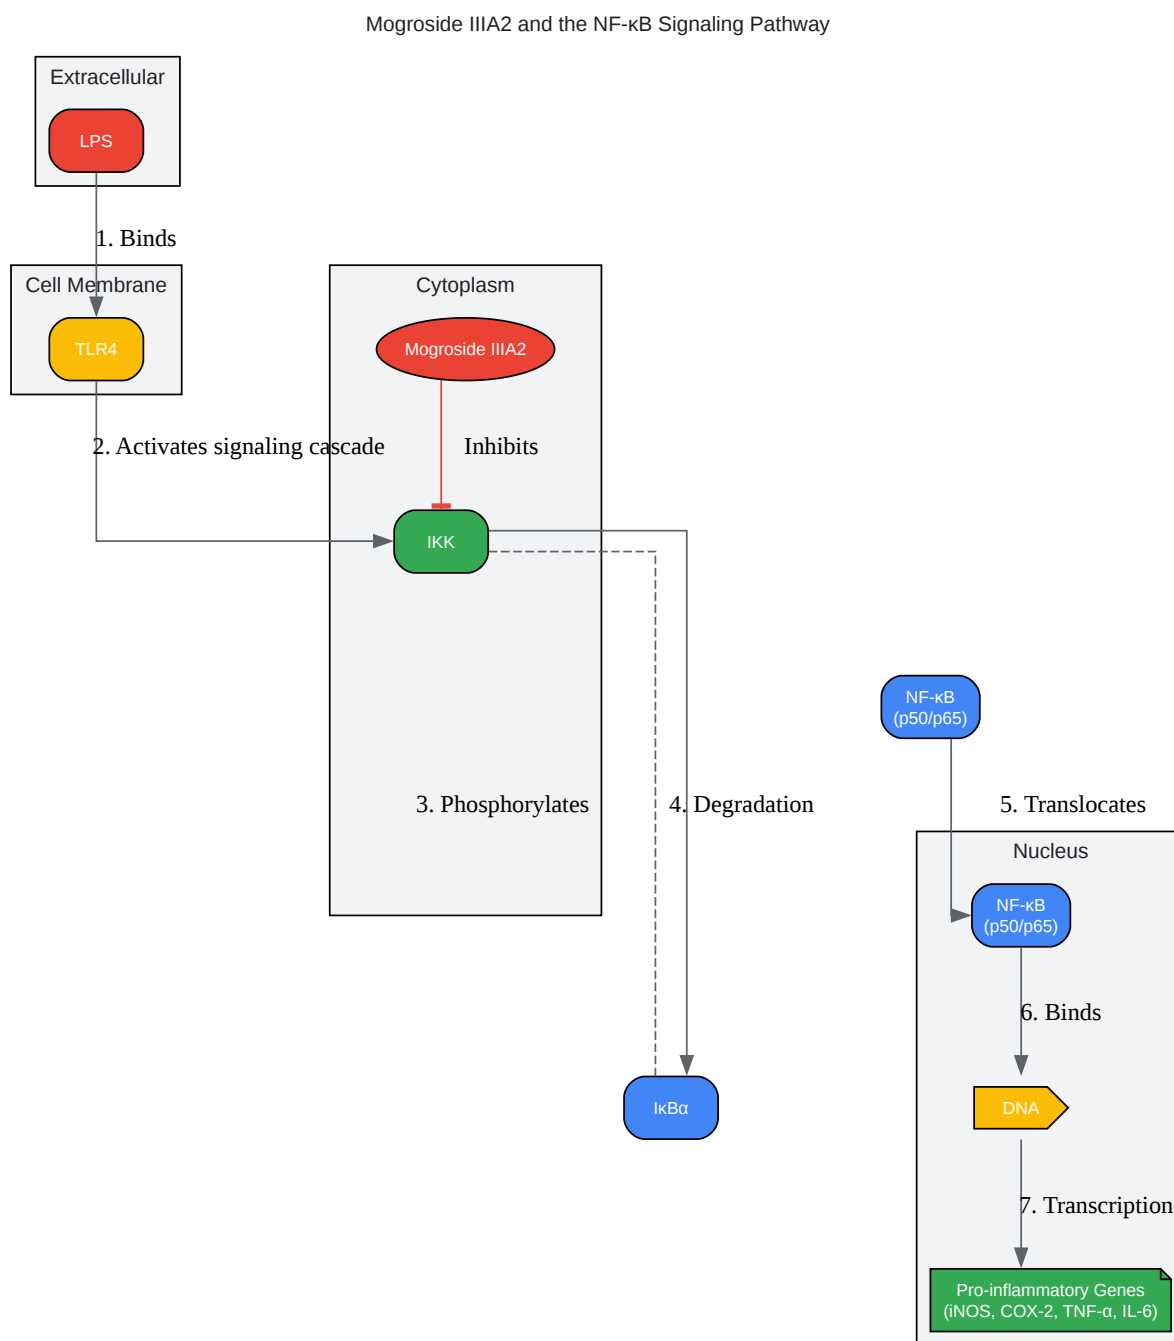 Mogroside IIIA2 and the NF-κB Signaling Pathway
Extracellular
LPS
1. Binds
Cell Membrane
TLR4
2. Activates signaling cascade
Cytoplasm
Mogroside IIIA2
Inhibits
IKK
3. Phosphorylates
4. Degradation
IκBα
NF-κB
(p50/p65)
5. Translocates
Nucleus
NF-κB
(p50/p65)
6. Binds
DNA
7. Transcription
Pro-inflammatory Genes
(iNOS, COX-2, TNF-α, IL-6)